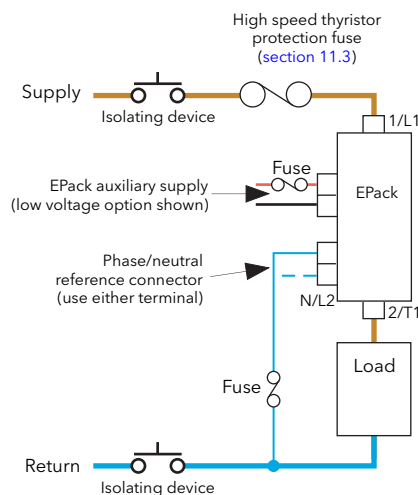 High speed thyristor
protection fuse
(section 11.3)
Supply
Isolating device
1/L1
Fuse
EPack auxiliary supply
(low voltage option shown)
EPack
Phase/neutral
reference connector
(use either terminal)
N/L2
2/T1
Load
Fuse
Return
Isolating device